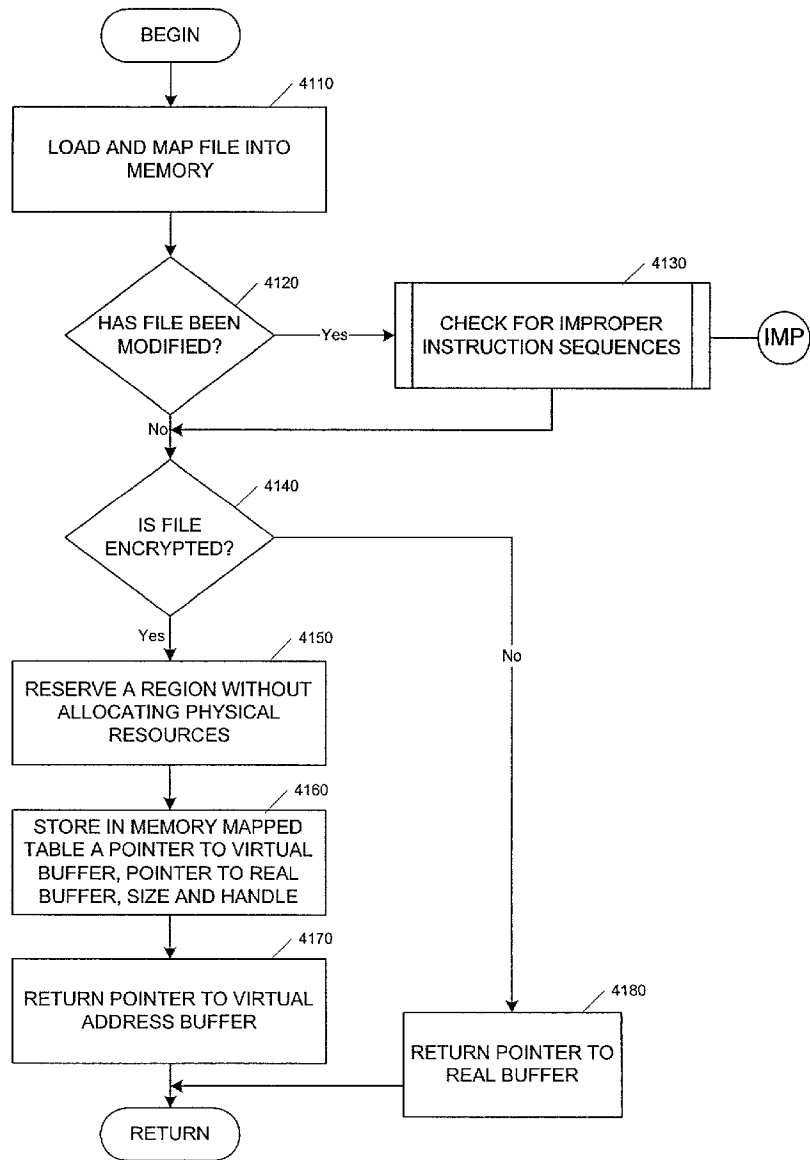 BEGIN
4110
LOAD AND MAP FILE INTO
MEMORY
4120
HAS FILE BEEN
MODIFIED?
Yes
4130
CHECK FOR IMPROPER
INSTRUCTION SEQUENCES
IMP
No
4140
IS FILE
ENCRYPTED?
Yes
No
4150
RESERVE A REGION WITHOUT
ALLOCATING PHYSICAL
RESOURCES
4160
STORE IN MEMORY MAPPED
TABLE A POINTER TO VIRTUAL
BUFFER, POINTER TO REAL
BUFFER, SIZE AND HANDLE
4170
RETURN POINTER TO VIRTUAL
ADDRESS BUFFER
4180
RETURN POINTER TO
REAL BUFFER
RETURN